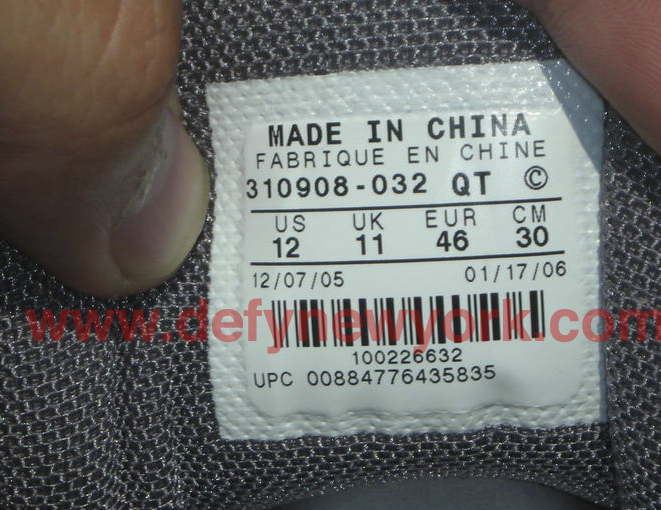 MADE IN CHINA
FABRIQUE EN CHINE
310908-032 QT ©
US UK EUR CM
12 11 46 30
12/07/05 01/17/06
www.defynewyork.com
100226632
UPC 00884776435835